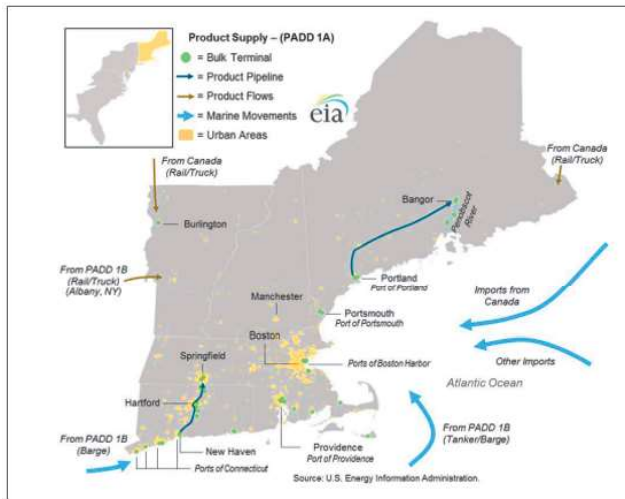 Product Supply – (PADD 1A)
= Bulk Terminal
= Product Pipeline
= Product Flows
= Marine Movements
= Urban Areas
eia
From Canada
(Rail/Truck)
From Canada
(Rail/Truck)
Bangor
Penobscot
River
Burlington
From PADD 1B
(Rail/Truck)
(Albany, NY)
Portland
Port of Portland
Manchester
Portsmouth
Port of Portsmouth
Imports from
Canada
Boston
Springfield
Ports of Boston Harbor
Other Imports
Atlantic Ocean
Hartford
From PADD 1B
(Barge)
New Haven
Ports of Connecticut
Providence
Port of Providence
From PADD 1B
(Tanker/Barge)
Source: U.S. Energy Information Administration.